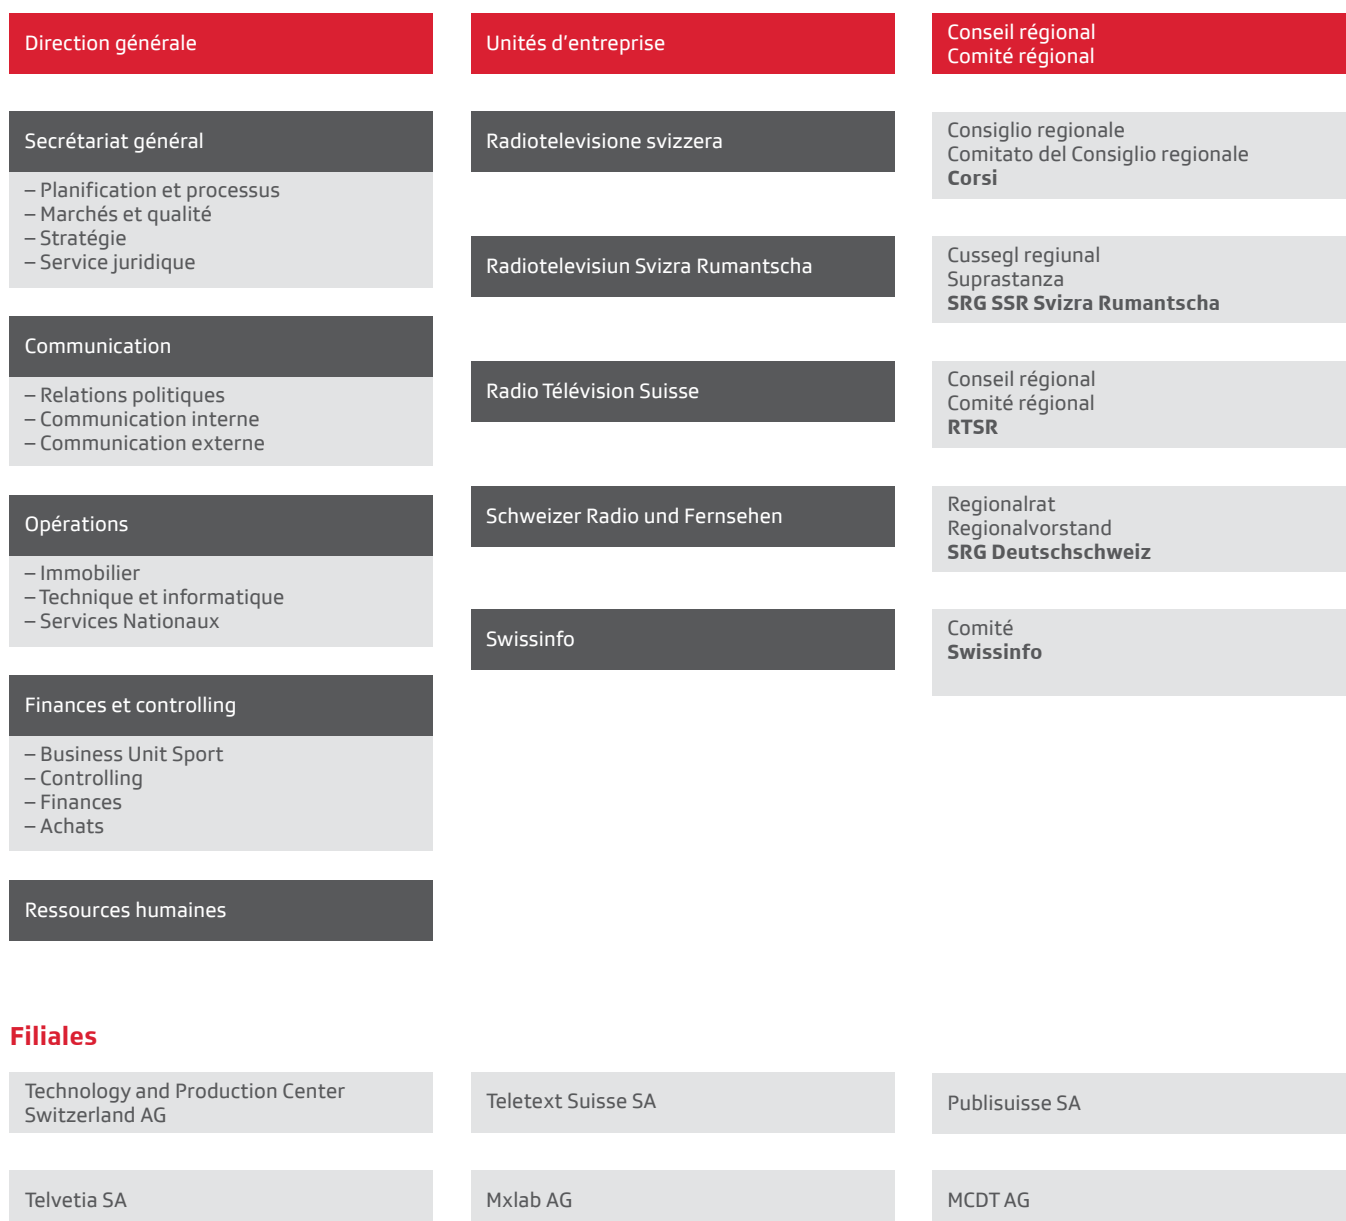 Direction générale
Secrétariat général
– Planification et processus
– Marchés et qualité
– Stratégie
– Service juridique
Communication
– Relations politiques
– Communication interne
– Communication externe
Opérations
– Immobilier
– Technique et informatique
– Services Nationaux
Finances et controlling
– Business Unit Sport
– Controlling
– Finances
– Achats
Ressources humaines
Unités d'entreprise
Radiotelevisione svizzera
Radiotelevisiun Svizra Rumantscha
Radio Télévision Suisse
Schweizer Radio und Fernsehen
Swissinfo
Conseil régional
Comité régional
Consiglio regionale
Comitato del Consiglio regionale
Corsi
Cussegl regiunal
Suprastanza
SRG SSR Svizra Rumantscha
Conseil régional
Comité régional
RTSR
Regionalrat
Regionalvorstand
SRG Deutschschweiz
Comité
Swissinfo
Filiales
Technology and Production Center
Switzerland AG
Teletext Suisse SA
Publisuisse SA
Telvetia SA
Mxlab AG
MCDT AG